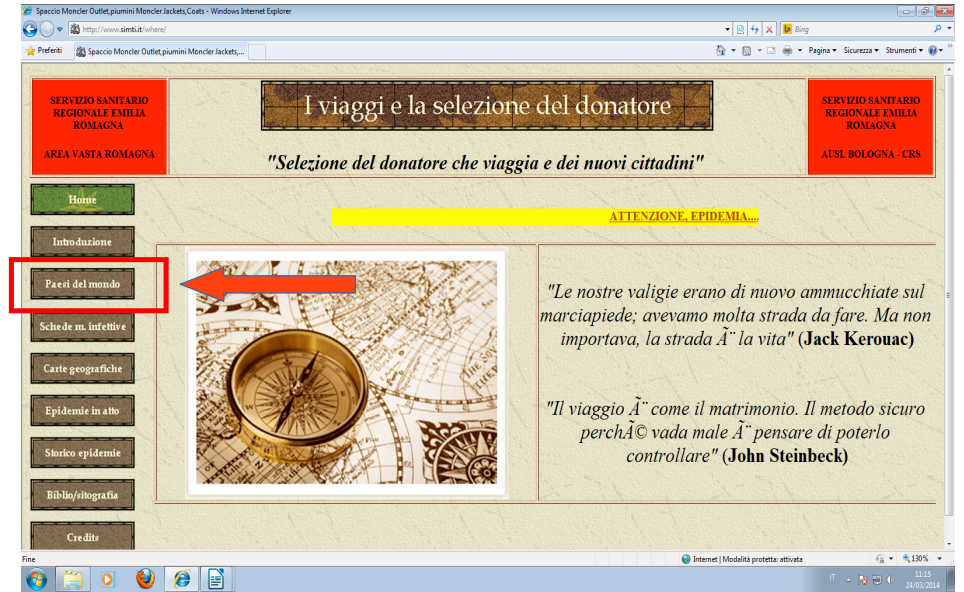 Spaccio Moncler Outlet,piumini Moncler Jackets,Coats - Windows Internet Explorer
http://www.simti.it/where/
Bing
Preferiti
Spaccio Moncler Outlet,piumini Moncler Jackets,...
Pagina
Sicurezza
Strumenti
SERVIZIO SANITARIO
REGIONALE EMILIA
ROMAGNA
AREA VASTA ROMAGNA
I viaggi e la selezione del donatore
"Selezione del donatore che viaggia e dei nuovi cittadini"
SERVIZIO SANITARIO
REGIONALE EMILIA
ROMAGNA
AUSL BOLOGNA - CRS
Home
Introduzione
Paesi del mondo
Schede m. infettive
Carte geografiche
Epidemie in atto
Storico epidemie
Biblio/sitografia
Credits
ATTENZIONE, EPIDEMIA....
"Le nostre valigie erano di nuovo ammucchiate sul
marciapiede; avevamo molta strada da fare. Ma non
importava, la strada Ã¨ la vita" (Jack Kerouac)
"Il viaggio Ã¨ come il matrimonio. Il metodo sicuro
perchÃ© vada male Ã¨ pensare di poterlo
controllare" (John Steinbeck)
Fine
Internet | Modalità protetta: attivata
130%
IT
11:15
24/03/2014